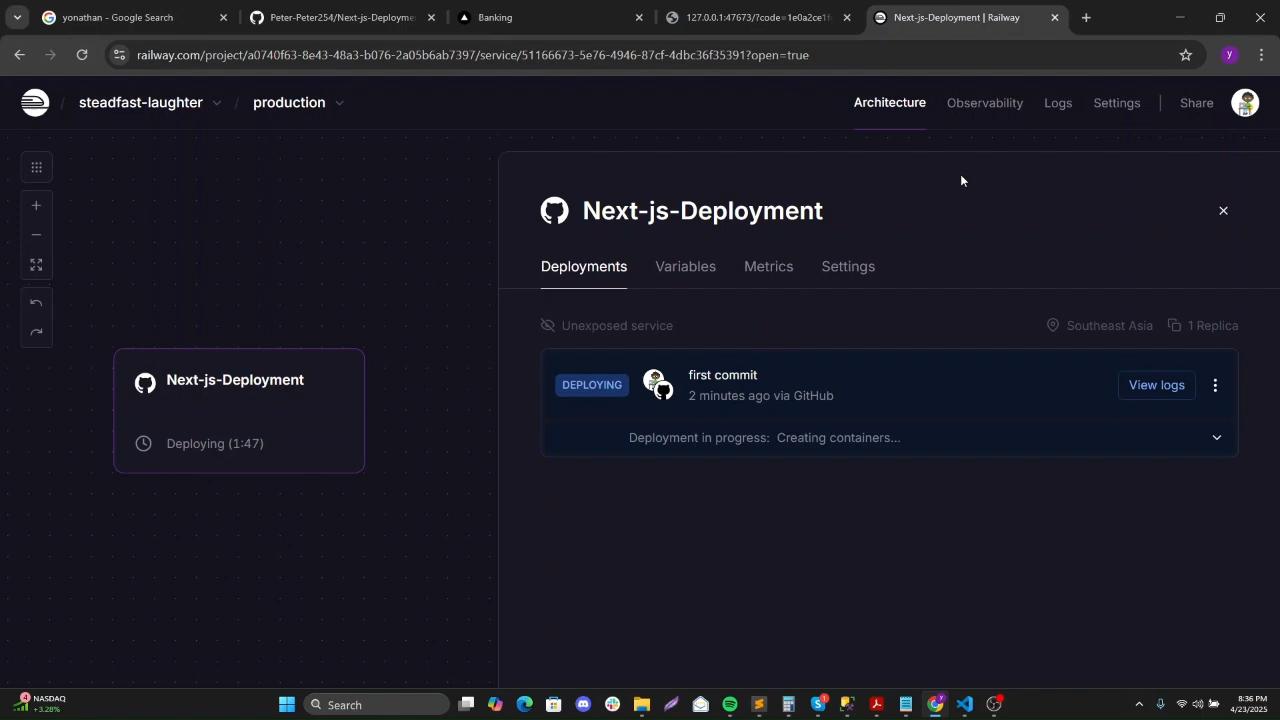 yonathan - Google Search
Peter-Peter254/Next-js-Deployme
Banking
127.0.0.1:47673/?code=1e0a2ce1f
Next-js-Deployment | Railway
railway.com/project/a0740f63-8e43-48a3-b076-2a05b6ab7397/service/51166673-5e76-4946-87cf-4dbc36f35391?open=true
y
/ steadfast-laughter / production
Architecture Observability Logs Settings | Share
Next-js-Deployment
Deployments Variables Metrics Settings
Unexposed service
Southeast Asia 1 Replica
DEPLOYING
first commit
2 minutes ago via GitHub
View logs
Deployment in progress: Creating containers...
Next-js-Deployment
Deploying (1:47)
4
NASDAQ
+3.28%
Search
1
8:36 PM
4/23/2025